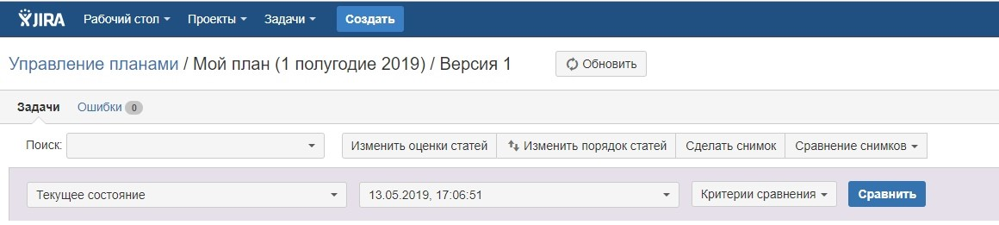 JIRA Рабочий стол Проекты Задачи Создать
Управление планами / Мой план (1 полугодие 2019) / Версия 1 Обновить
Задачи Ошибки 0
Поиск: Изменить оценки статей Изменить порядок статей Сделать снимок Сравнение снимков
Текущее состояние 13.05.2019, 17:06:51 Критерии сравнения Сравнить